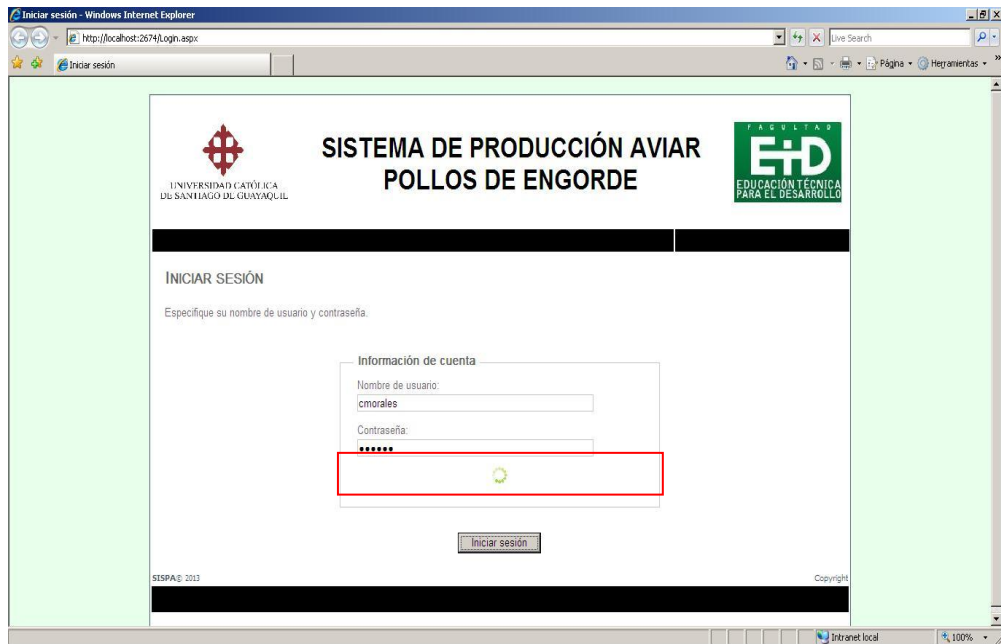 Iniciar sesión - Windows Internet Explorer
http://localhost:2674/Login.aspx
Live Search
Iniciar sesión
Página
Herramientas
SISTEMA DE PRODUCCIÓN AVIAR
POLLOS DE ENGORDE
UNIVERSIDAD CATÓLICA
DE SANTIAGO DE GUAYAQUIL
FACULTAD
E+D
EDUCACIÓN TÉCNICA
PARA EL DESARROLLO
INICIAR SESIÓN
Especifique su nombre de usuario y contraseña.
Información de cuenta
Nombre de usuario:
cmorales
Contraseña:
••••••
Iniciar sesión
SISPA® 2013
Copyright
Intranet local
100%